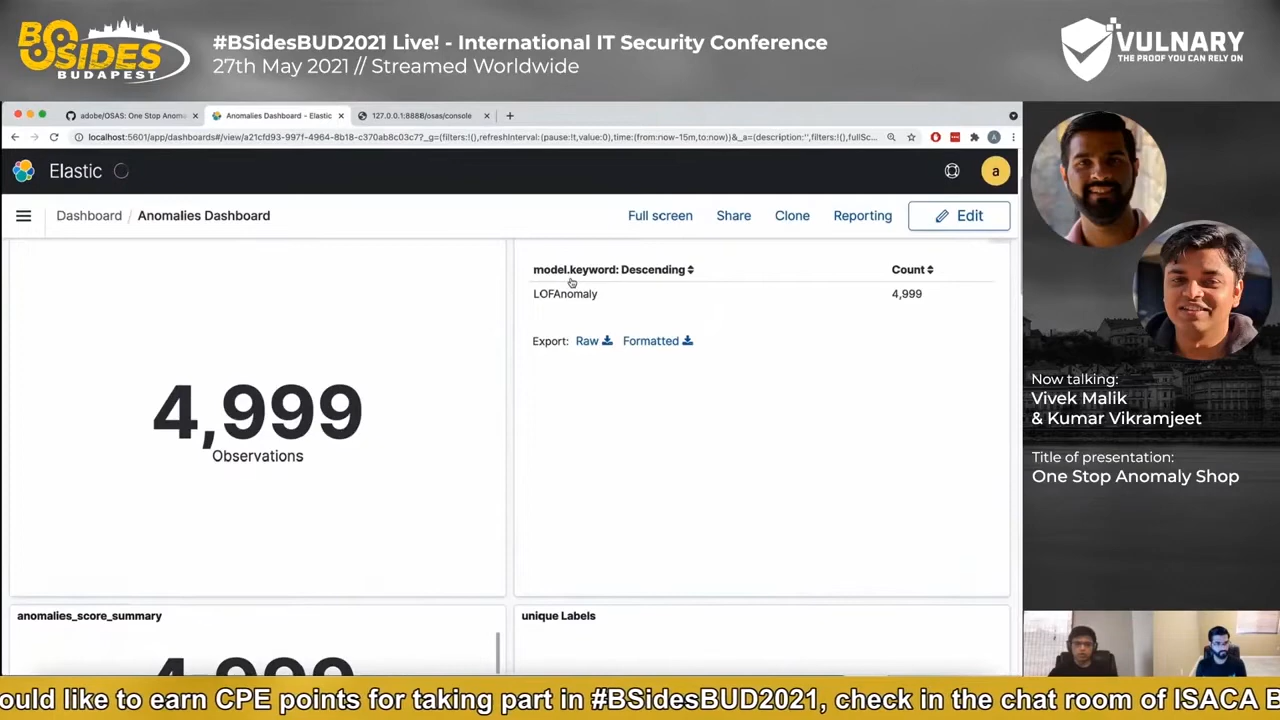 BSIDES
BUDAPEST
#BSidesBUD2021 Live! - International IT Security Conference
27th May 2021 // Streamed Worldwide
VULNARY
THE PROOF YOU CAN RELY ON
adobe/OSAS: One Stop Anoma
Anomalies Dashboard - Elastic
127.0.0.1:8888/osas/console
localhost:5601/app/dashboards#/view/a21cfd93-997f-4964-8b18-c370ab8c03c7?_g=(filters:!(),refreshInterval:(pause:!t,value:0),time:(from:now-15m,to:now))&_a=(description:'',filters:!(),fullSc...
Elastic
a
Dashboard / Anomalies Dashboard
Full screen
Share
Clone
Reporting
Edit
model.keyword: Descending
Count
LOFAnomaly
4,999
Export: Raw Formatted
4,999
Observations
anomalies_score_summary
unique Labels
4,999
Now talking:
Vivek Malik
& Kumar Vikramjeet
Title of presentation:
One Stop Anomaly Shop
ould like to earn CPE points for taking part in #BSidesBUD2021, check in the chat room of ISACA B